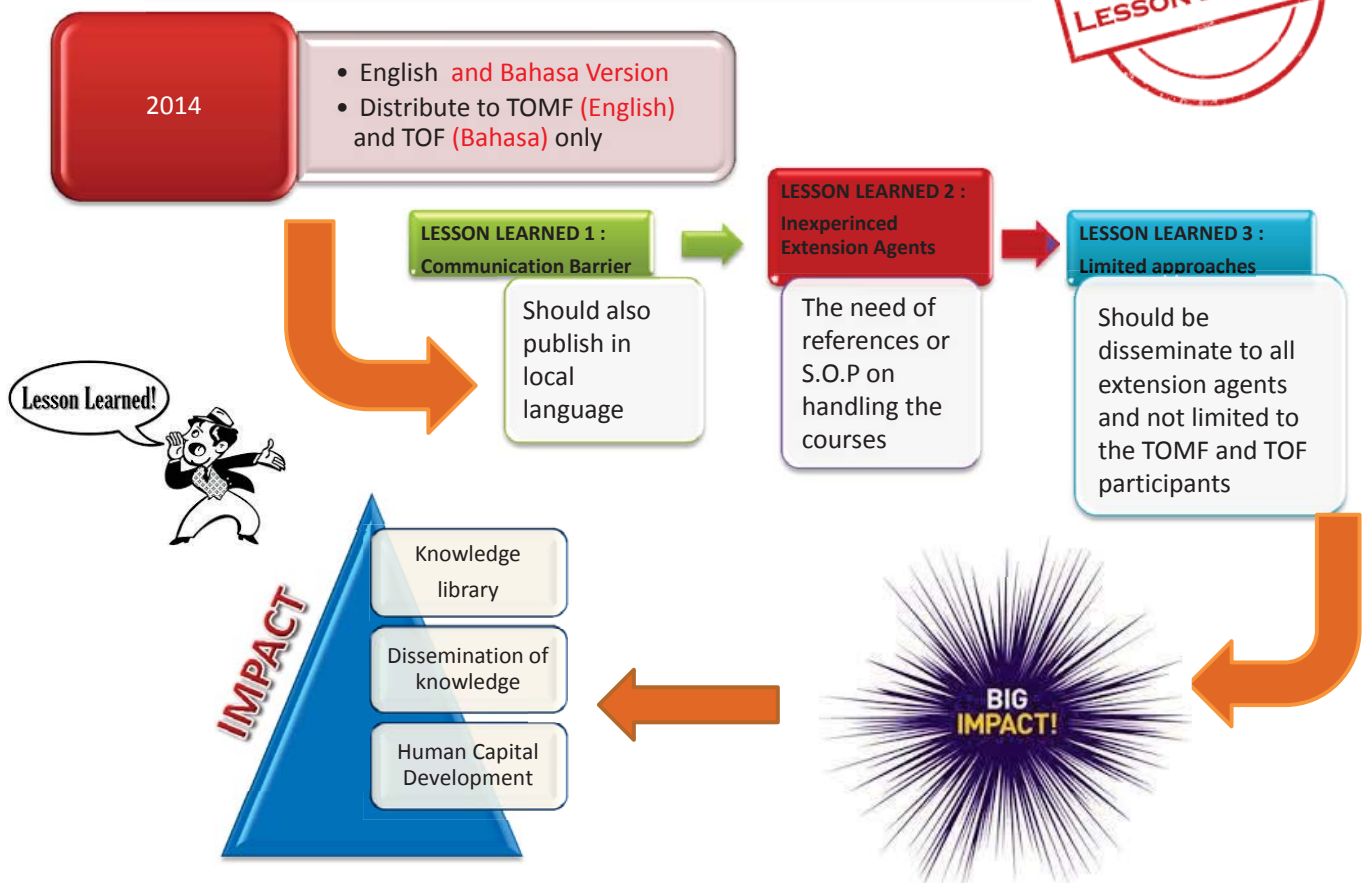 LESSON
2014
• English and Bahasa Version
• Distribute to TOMF (English)
and TOF (Bahasa) only
LESSON LEARNED 1 :
Communication Barrier
Should also
publish in
local
language
LESSON LEARNED 2 :
Inexperinced
Extension Agents
The need of
references or
S.O.P on
handling the
courses
LESSON LEARNED 3 :
Limited approaches
Should be
disseminate to all
extension agents
and not limited to
the TOMF and TOF
participants
Lesson Learned!
IMPACT
Knowledge
library
Dissemination of
knowledge
Human Capital
Development
BIG
IMPACT!